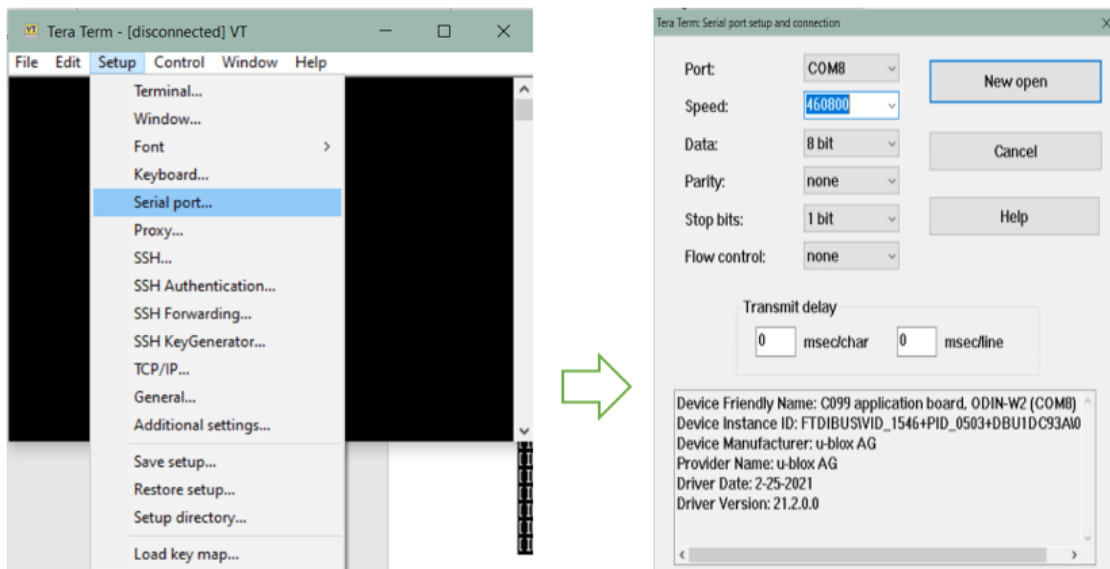 Tera Term - [disconnected] VT
File Edit Setup Control Window Help
Terminal...
Window...
Font
Keyboard...
Serial port...
Proxy...
SSH...
SSH Authentication...
SSH Forwarding...
SSH KeyGenerator...
TCP/IP...
General...
Additional settings...
Save setup...
Restore setup...
Setup directory...
Load key map...
Tera Term: Serial port setup and connection
Port: COM8 New open
Speed: 460800
Data: 8 bit Cancel
Parity: none
Stop bits: 1 bit Help
Flow control: none
Transmit delay
0 msec/char 0 msec/line
Device Friendly Name: C099 application board, ODIN-W2 (COM8)
Device Instance ID: FTDIBUS\VID_1546+PID_0503+DBU1DC93A\0
Device Manufacturer: u-blox AG
Provider Name: u-blox AG
Driver Date: 2-25-2021
Driver Version: 21.2.0.0